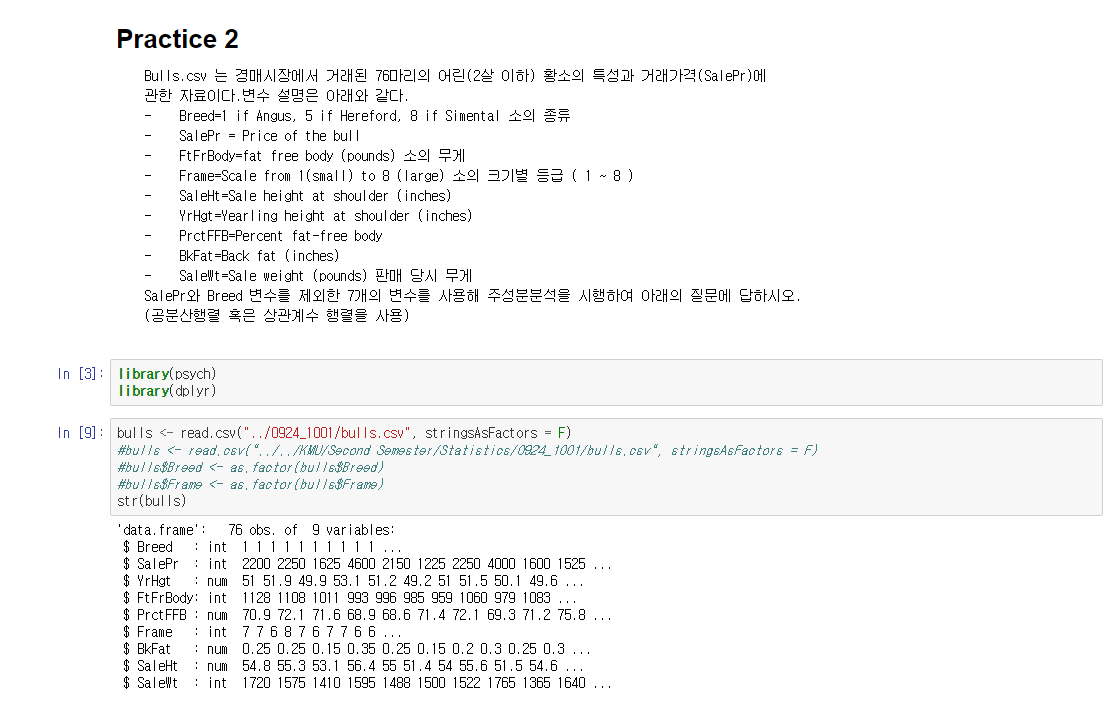 Practice 2
Bulls.csv 는 경매시장에서 거래된 76마리의 어린(2살 이하) 황소의 특성과 거래가격(SalePr)에
관한 자료이다.변수 설명은 아래와 같다.
-    Breed=1 if Angus, 5 if Hereford, 8 if Simental 소의 종류
-    SalePr = Price of the bull
-    FtFrBody=fat free body (pounds) 소의 무게
-    Frame=Scale from 1(small) to 8 (large) 소의 크기별 등급 ( 1 ~ 8 )
-    SaleHt=Sale height at shoulder (inches)
-    YrHgt=Yearling height at shoulder (inches)
-    PrctFFB=Percent fat-free body
-    BkFat=Back fat (inches)
-    SaleWt=Sale weight (pounds) 판매 당시 무게
SalePr와 Breed 변수를 제외한 7개의 변수를 사용해 주성분분석을 시행하여 아래의 질문에 답하시오.
(공분산행렬 혹은 상관계수 행렬을 사용)
In [3]: library(psych)
library(dplyr)
In [9]: bulls <- read.csv("../0924_1001/bulls.csv", stringsAsFactors = F)
#bulls <- read.csv("../../KMU/Second Semester/Statistics/0924_1001/bulls.csv", stringsAsFactors = F)
#bulls$Breed <- as.factor(bulls$Breed)
#bulls$Frame <- as.factor(bulls$Frame)
str(bulls)
'data.frame':   76 obs. of  9 variables:
 $ Breed   : int  1 1 1 1 1 1 1 1 1 1 ...
 $ SalePr  : int  2200 2250 1625 4600 2150 1225 2250 4000 1600 1525 ...
 $ YrHgt   : num  51 51.9 49.9 53.1 51.2 49.2 51 51.5 50.1 49.6 ...
 $ FtFrBody: int  1128 1108 1011 993 996 985 959 1060 979 1083 ...
 $ PrctFFB : num  70.9 72.1 71.6 68.9 68.6 71.4 72.1 69.3 71.2 75.8 ...
 $ Frame   : int  7 7 6 8 7 6 7 7 6 6 ...
 $ BkFat   : num  0.25 0.25 0.15 0.35 0.25 0.15 0.2 0.3 0.25 0.3 ...
 $ SaleHt  : num  54.8 55.3 53.1 56.4 55 51.4 54 55.6 51.5 54.6 ...
 $ SaleWt  : int  1720 1575 1410 1595 1488 1500 1522 1765 1365 1640 ...